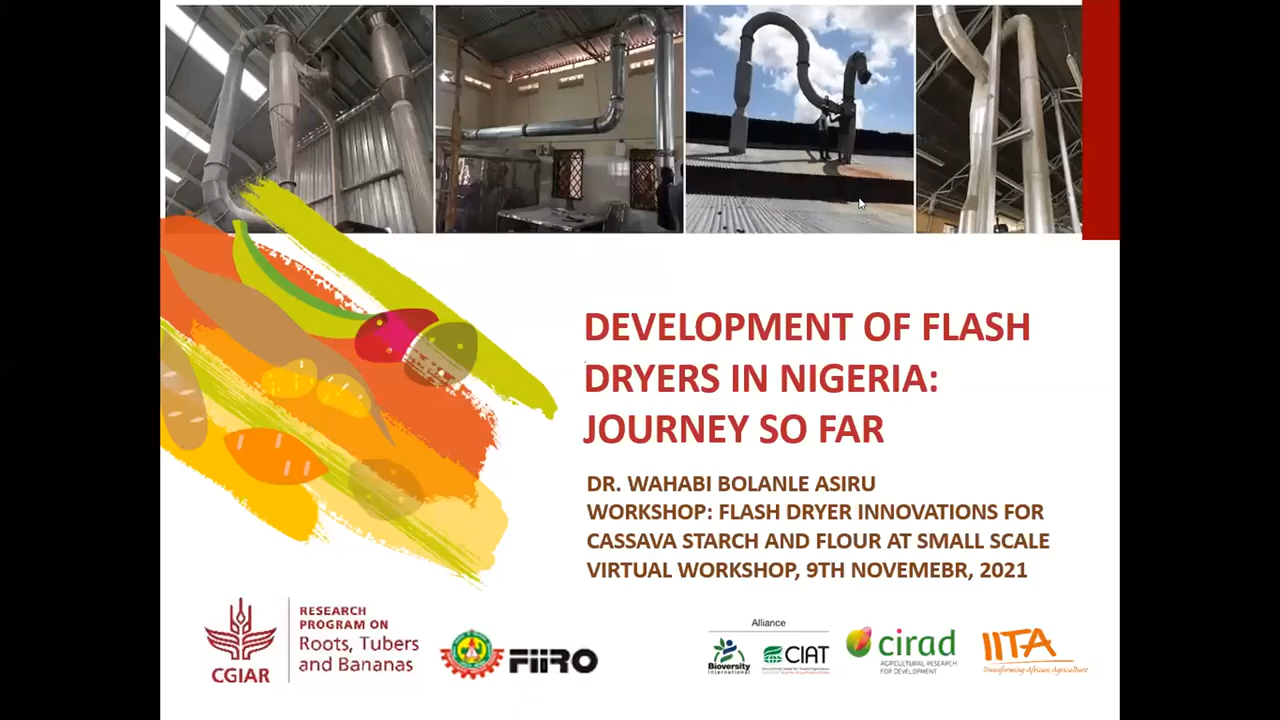 DEVELOPMENT OF FLASH
DRYERS IN NIGERIA:
JOURNEY SO FAR
DR. WAHABI BOLANLE ASIRU
WORKSHOP: FLASH DRYER INNOVATIONS FOR
CASSAVA STARCH AND FLOUR AT SMALL SCALE
VIRTUAL WORKSHOP, 9TH NOVEMEBR, 2021
CGIAR
RESEARCH
PROGRAM ON
Roots, Tubers
and Bananas
FIIRO
Alliance
Bioversity
International
CIAT
cirad
AGRICULTURAL RESEARCH
FOR DEVELOPMENT
IITA
Transforming African Agriculture